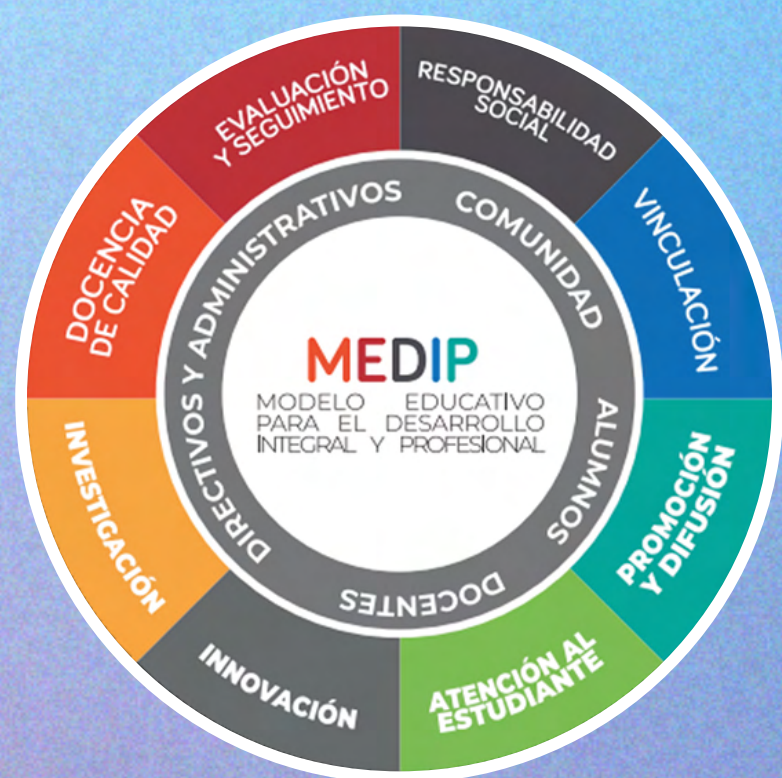 EVALUACIÓN
Y SEGUIMIENTO
RESPONSABILIDAD
SOCIAL
VINCULACIÓN
PROMOCIÓN
Y DIFUSIÓN
ATENCIÓN AL
ESTUDIANTE
INNOVACIÓN
INVESTIGACIÓN
DOCENCIA
DE CALIDAD
DIRECTIVOS Y ADMINISTRATIVOS
COMUNIDAD
ALUMNOS
DOCENTES
MEDIP
MODELO EDUCATIVO
PARA EL DESARROLLO
INTEGRAL Y PROFESIONAL